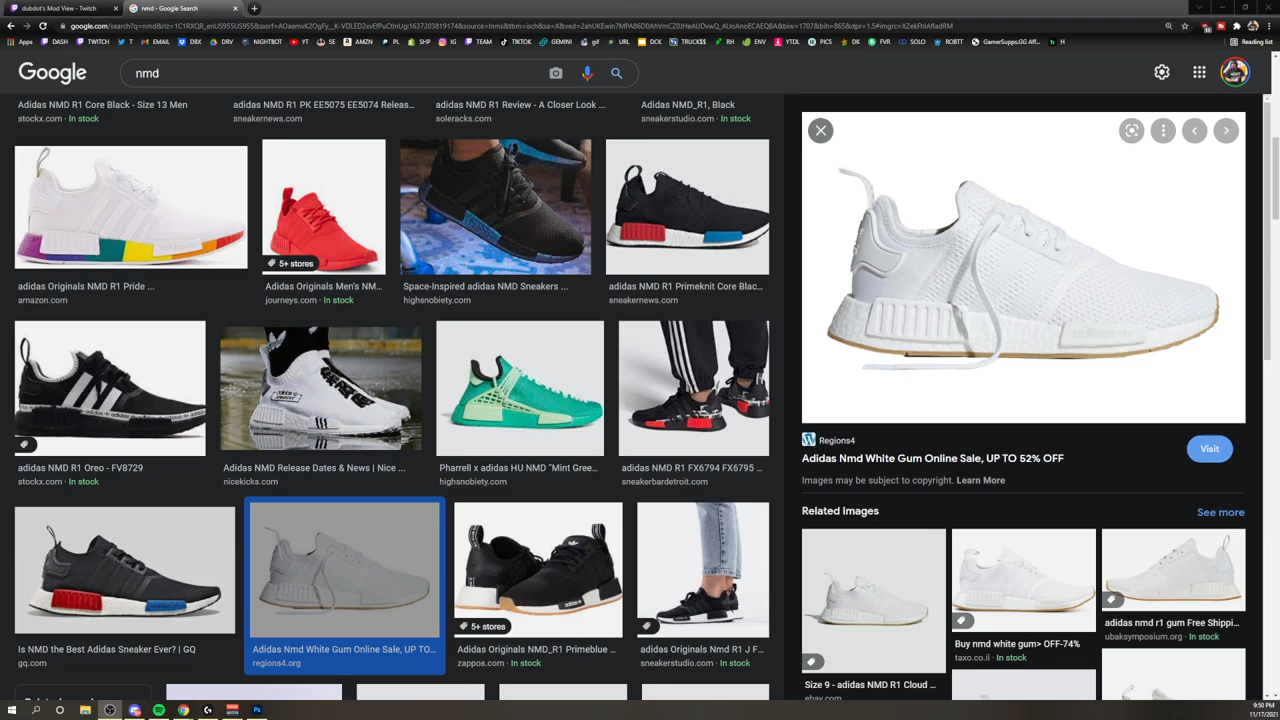 dubdot's Mod View - Twitch
nmd - Google Search
google.com/search?q=nmd&rlz=1C1RXQR_enUS955US955&sxsrf=
Apps DASH TWITCH T EMAIL DBX DRV NIGHTBOT YT SE AMZN PL SHP IG TEAM TIKTOK GEMINI gif URL DCK TRUCK$$ RH ENV YTDL PICS DK FVR SOLO ROBTT GamerSupps.GG Aff... H Reading list
Google nmd
Adidas NMD R1 Core Black - Size 13 Men
stockx.com · In stock
adidas NMD R1 PK EE5075 EE5074 Releas...
sneakernews.com
adidas NMD R1 Review - A Closer Look ...
soleracks.com
Adidas NMD_R1, Black
sneakerstudio.com · In stock
5+ stores
adidas Originals NMD R1 Pride ...
amazon.com
Adidas Originals Men's NM...
journeys.com · In stock
Space-Inspired adidas NMD Sneakers ...
highsnobiety.com
adidas NMD R1 Primeknit Core Blac...
sneakernews.com
adidas NMD R1 Oreo - FV8729
stockx.com · In stock
Adidas NMD Release Dates & News | Nice ...
nicekicks.com
Pharrell x adidas HU NMD "Mint Gree...
highsnobiety.com
adidas NMD R1 FX6794 FX6795 ...
sneakerbardetroit.com
5+ stores
Is NMD the Best Adidas Sneaker Ever? | GQ
gq.com
Adidas Nmd White Gum Online Sale, UP TO...
regions4.org
Adidas Originals NMD_R1 Primeblue ...
zappos.com · In stock
adidas Originals Nmd R1 J F...
sneakerstudio.com · In stock
Regions4
Adidas Nmd White Gum Online Sale, UP TO 52% OFF
Visit
Images may be subject to copyright. Learn More
Related Images
See more
Size 9 - adidas NMD R1 Cloud ...
ebay.com
Buy nmd white gum> OFF-74%
taxo.co.il · In stock
adidas nmd r1 gum Free Shippi...
ubaksymposium.org · In stock
9:50 PM
11/17/2021